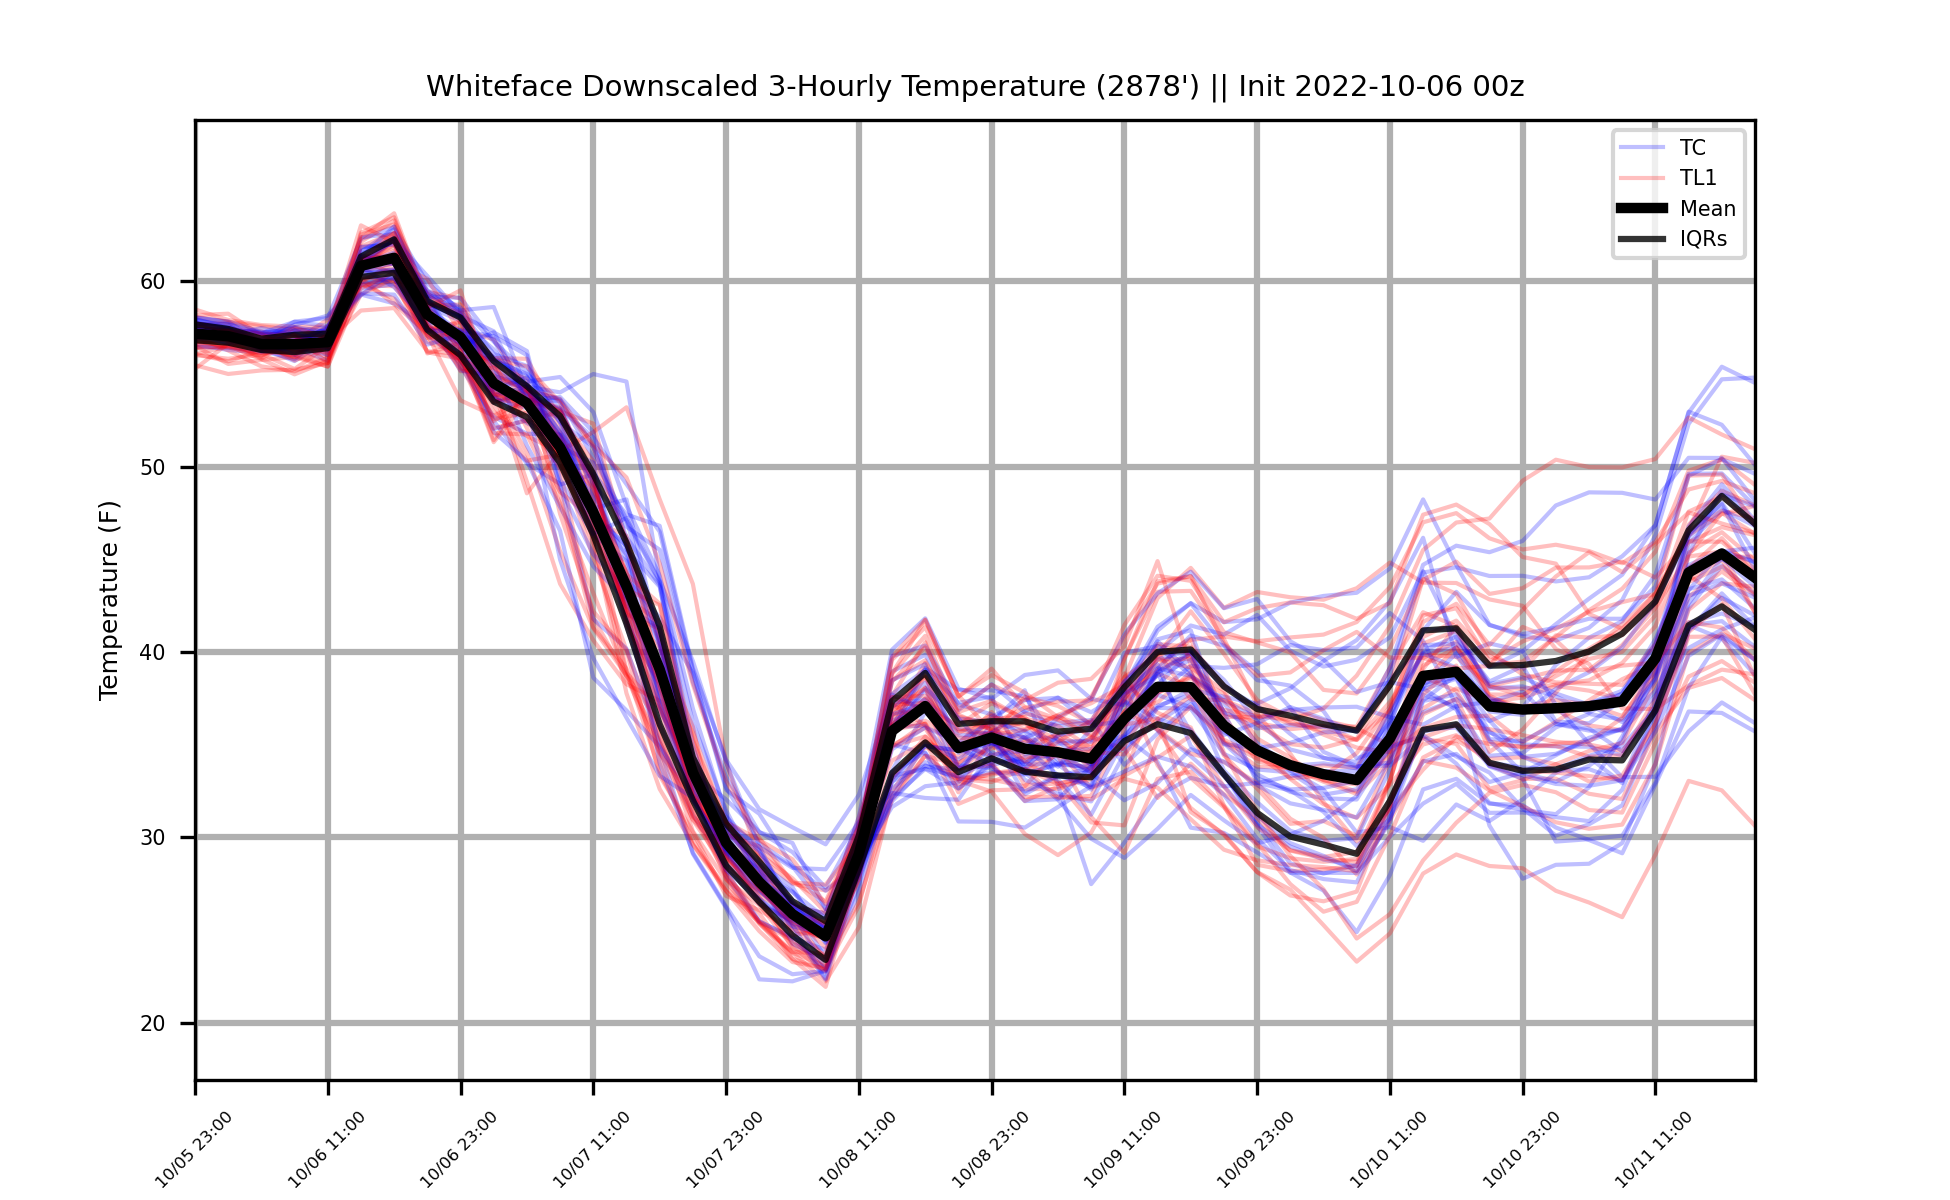 Whiteface Downscaled 3-Hourly Temperature (2878') || Init 2022-10-06 00z
TC
TL1
Mean
IQRs
Temperature (F)
60
50
40
30
20
10/05 23:00
10/06 11:00
10/06 23:00
10/07 11:00
10/07 23:00
10/08 11:00
10/08 23:00
10/09 11:00
10/09 23:00
10/10 11:00
10/10 23:00
10/11 11:00